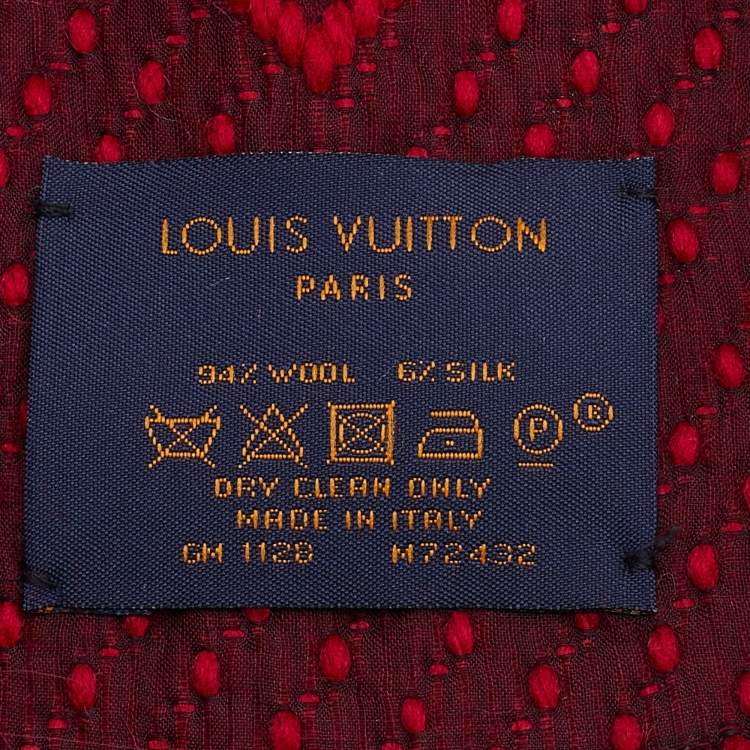 LOUIS VUITTON
PARIS
94% WOOL 6% SILK
P ®
DRY CLEAN ONLY
MADE IN ITALY
GM 1128 M72432